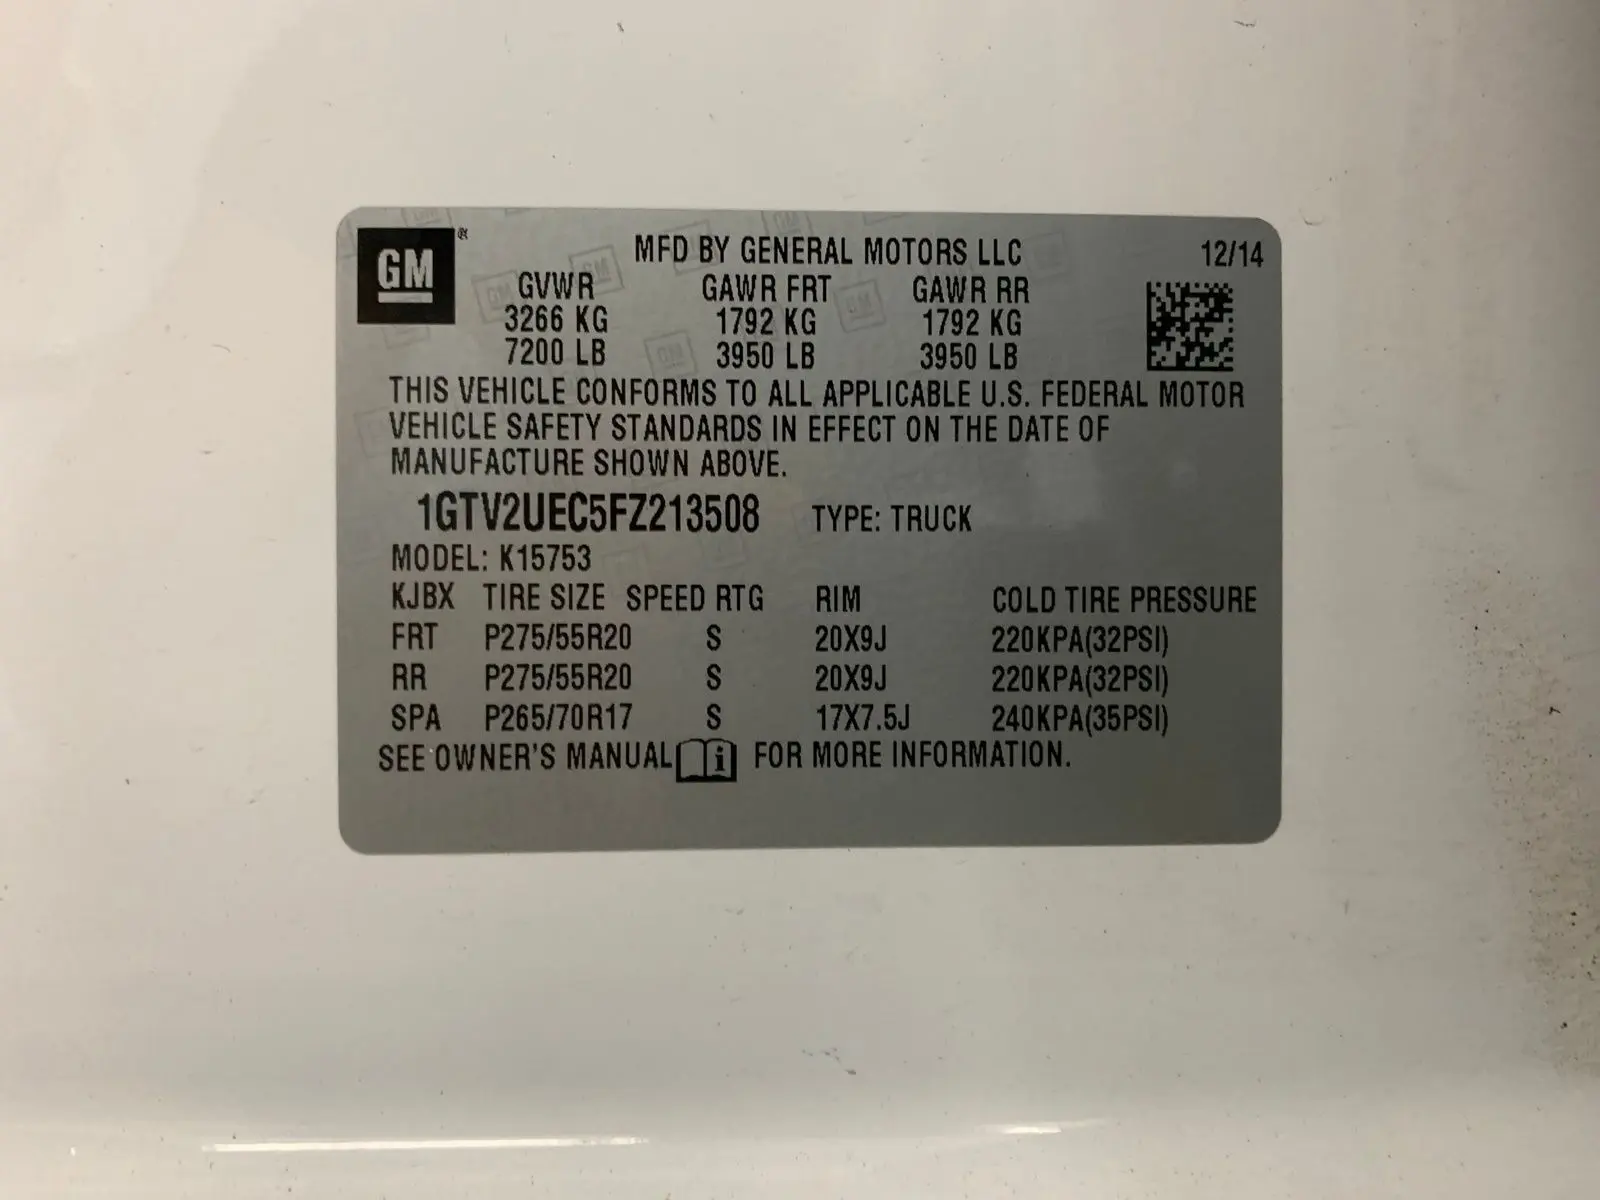 GM ® MFD BY GENERAL MOTORS LLC 12/14
GVWR GAWR FRT GAWR RR
3266 KG 1792 KG 1792 KG
7200 LB 3950 LB 3950 LB
THIS VEHICLE CONFORMS TO ALL APPLICABLE U.S. FEDERAL MOTOR
VEHICLE SAFETY STANDARDS IN EFFECT ON THE DATE OF
MANUFACTURE SHOWN ABOVE.
1GTV2UEC5FZ213508 TYPE: TRUCK
MODEL: K15753
KJBX TIRE SIZE SPEED RTG RIM COLD TIRE PRESSURE
FRT P275/55R20 S 20X9J 220KPA(32PSI)
RR P275/55R20 S 20X9J 220KPA(32PSI)
SPA P265/70R17 S 17X7.5J 240KPA(35PSI)
SEE OWNER'S MANUAL i FOR MORE INFORMATION.